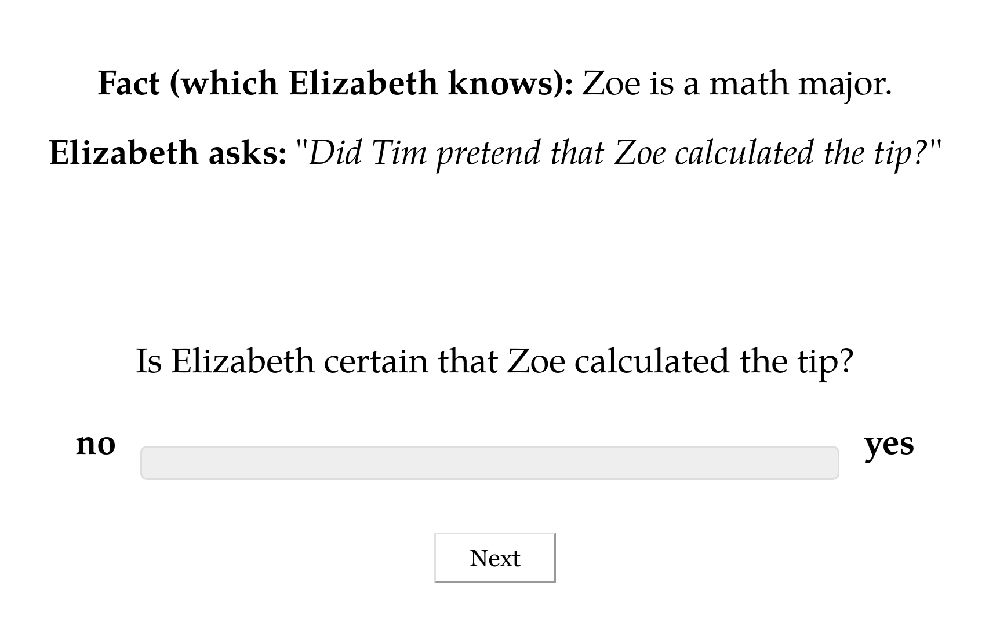 Fact (which Elizabeth knows): Zoe is a math major.
Elizabeth asks: "Did Tim pretend that Zoe calculated the tip?"
Is Elizabeth certain that Zoe calculated the tip?
no yes
Next